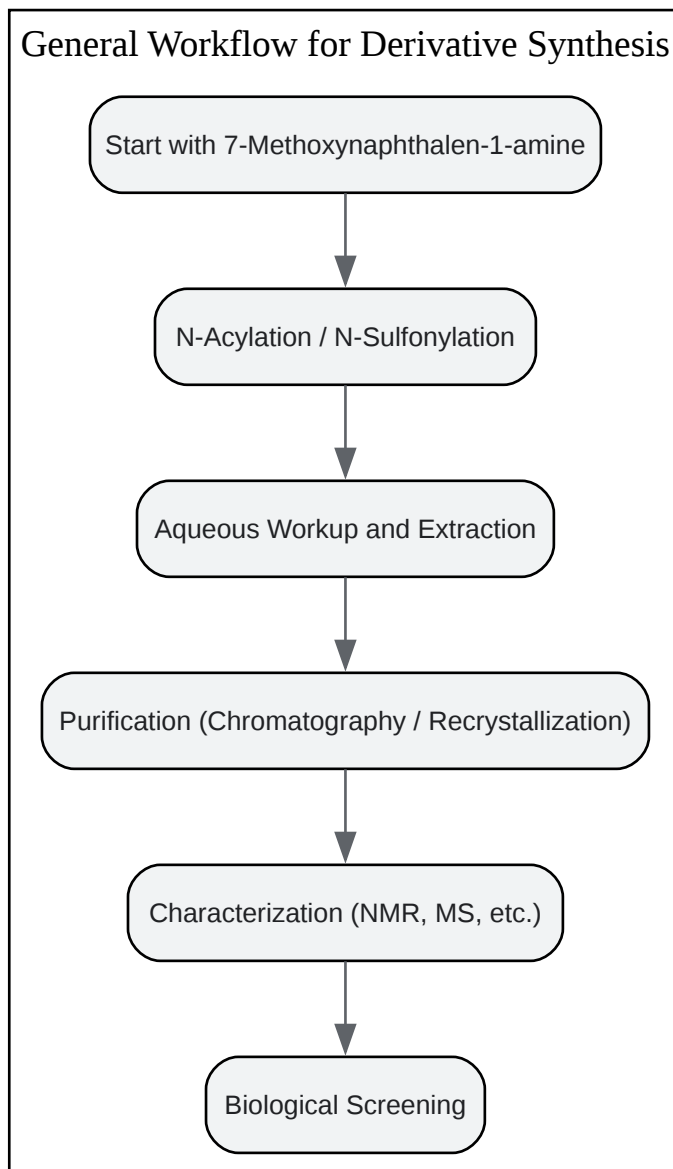 General Workflow for Derivative Synthesis
Start with 7-Methoxynaphthalen-1-amine
N-Acylation / N-Sulfonylation
Aqueous Workup and Extraction
Purification (Chromatography / Recrystallization)
Characterization (NMR, MS, etc.)
Biological Screening